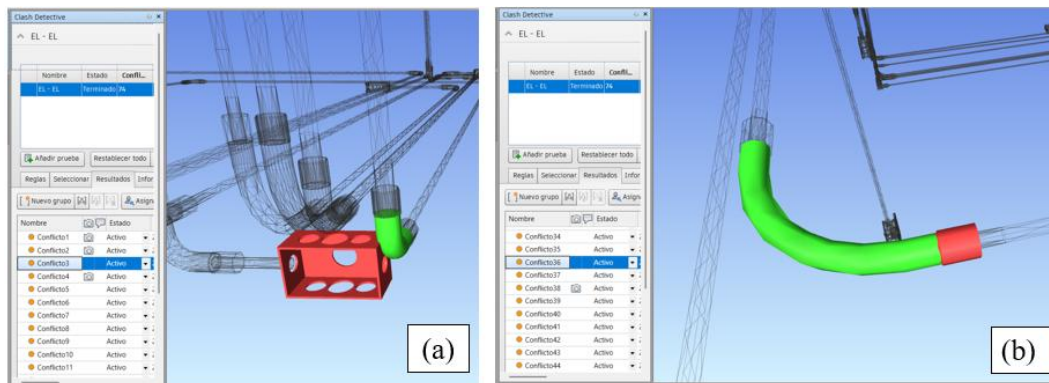 Clash Detective
EL - EL
Nombre Estado Confli...
EL - EL Terminado 74
Añadir prueba Restablecer todo
Reglas Seleccionar Resultados Infor
Nuevo grupo Asigna
Nombre Estado
Conflicto1 Activo
Conflicto2 Activo
Conflicto3 Activo
Conflicto4 Activo
Conflicto5 Activo
Conflicto6 Activo
Conflicto7 Activo
Conflicto8 Activo
Conflicto9 Activo
Conflicto10 Activo
Conflicto11 Activo
(a)
Clash Detective
EL - EL
Nombre Estado Confli...
EL - EL Terminado 74
Añadir prueba Restablecer todo
Reglas Seleccionar Resultados Infor
Nuevo grupo Asigna
Nombre Estado
Conflicto34 Activo
Conflicto35 Activo
Conflicto36 Activo
Conflicto37 Activo
Conflicto38 Activo
Conflicto39 Activo
Conflicto40 Activo
Conflicto41 Activo
Conflicto42 Activo
Conflicto43 Activo
Conflicto44 Activo
(b)